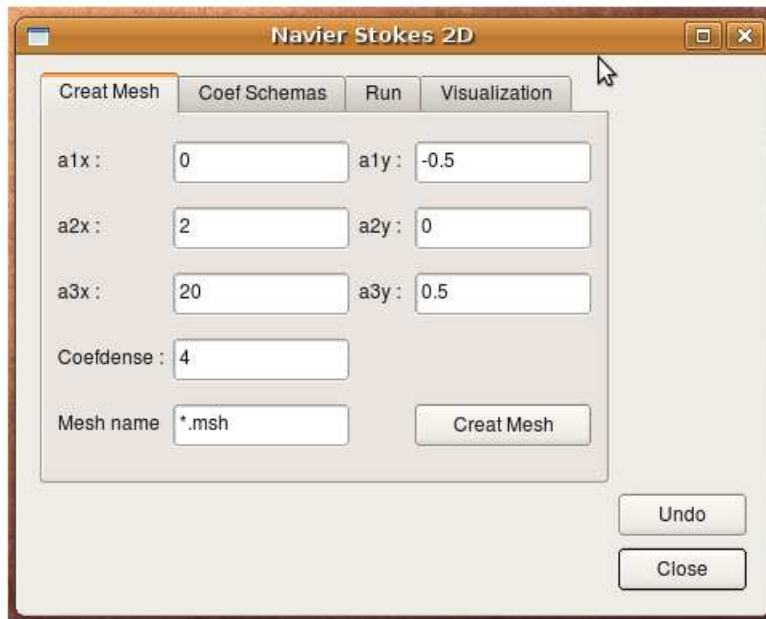 Navier Stokes 2D
Creat Mesh Coef Schemas Run Visualization
a1x : 0 a1y : -0.5
a2x : 2 a2y : 0
a3x : 20 a3y : 0.5
Coefdense : 4
Mesh name *.msh Creat Mesh
Undo
Close